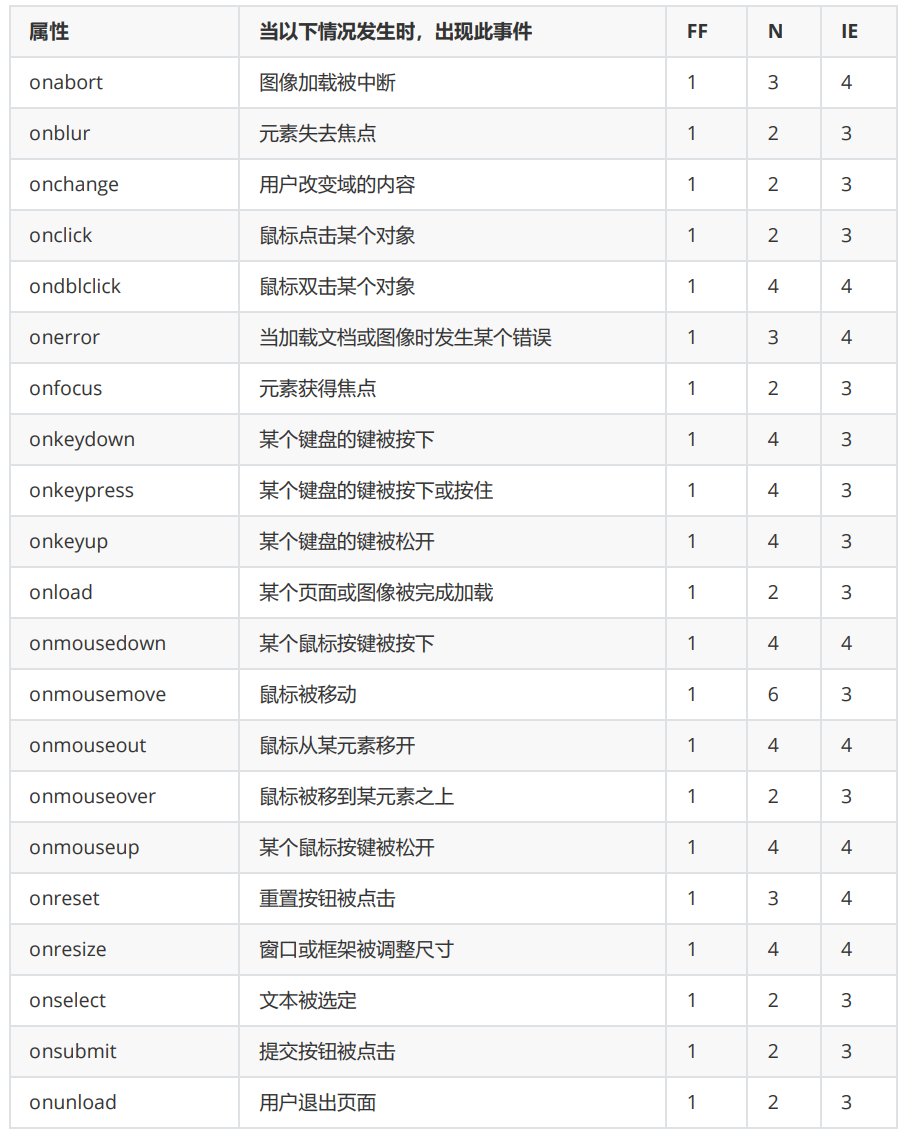 属性 当以下情况发生时，出现此事件 FF N IE
onabort 图像加载被中断 1 3 4
onblur 元素失去焦点 1 2 3
onchange 用户改变域的内容 1 2 3
onclick 鼠标点击某个对象 1 2 3
ondblclick 鼠标双击某个对象 1 4 4
onerror 当加载文档或图像时发生某个错误 1 3 4
onfocus 元素获得焦点 1 2 3
onkeydown 某个键盘的键被按下 1 4 3
onkeypress 某个键盘的键被按下或按住 1 4 3
onkeyup 某个键盘的键被松开 1 4 3
onload 某个页面或图像被完成加载 1 2 3
onmousedown 某个鼠标按键被按下 1 4 4
onmousemove 鼠标被移动 1 6 3
onmouseout 鼠标从某元素移开 1 4 4
onmouseover 鼠标被移到某元素之上 1 2 3
onmouseup 某个鼠标按键被松开 1 4 4
onreset 重置按钮被点击 1 3 4
onresize 窗口或框架被调整尺寸 1 4 4
onselect 文本被选定 1 2 3
onsubmit 提交按钮被点击 1 2 3
onunload 用户退出页面 1 2 3